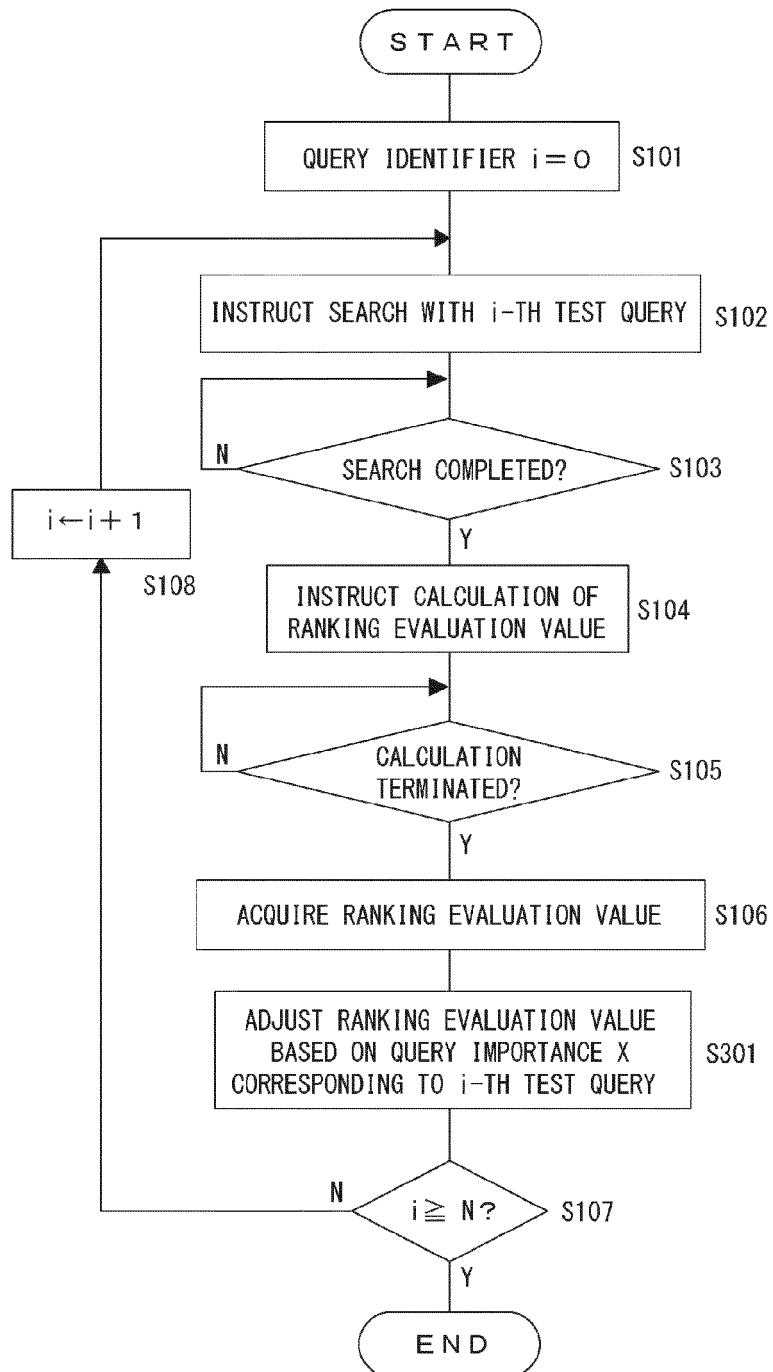 START
QUERY IDENTIFIER i=0
S101
INSTRUCT SEARCH WITH i-TH TEST QUERY
S102
N
SEARCH COMPLETED?
S103
Y
i←i+1
S108
INSTRUCT CALCULATION OF
RANKING EVALUATION VALUE
S104
N
CALCULATION
TERMINATED?
S105
Y
ACQUIRE RANKING EVALUATION VALUE
S106
ADJUST RANKING EVALUATION VALUE
BASED ON QUERY IMPORTANCE X
CORRESPONDING TO i-TH TEST QUERY
S301
N
i≧N?
S107
Y
END